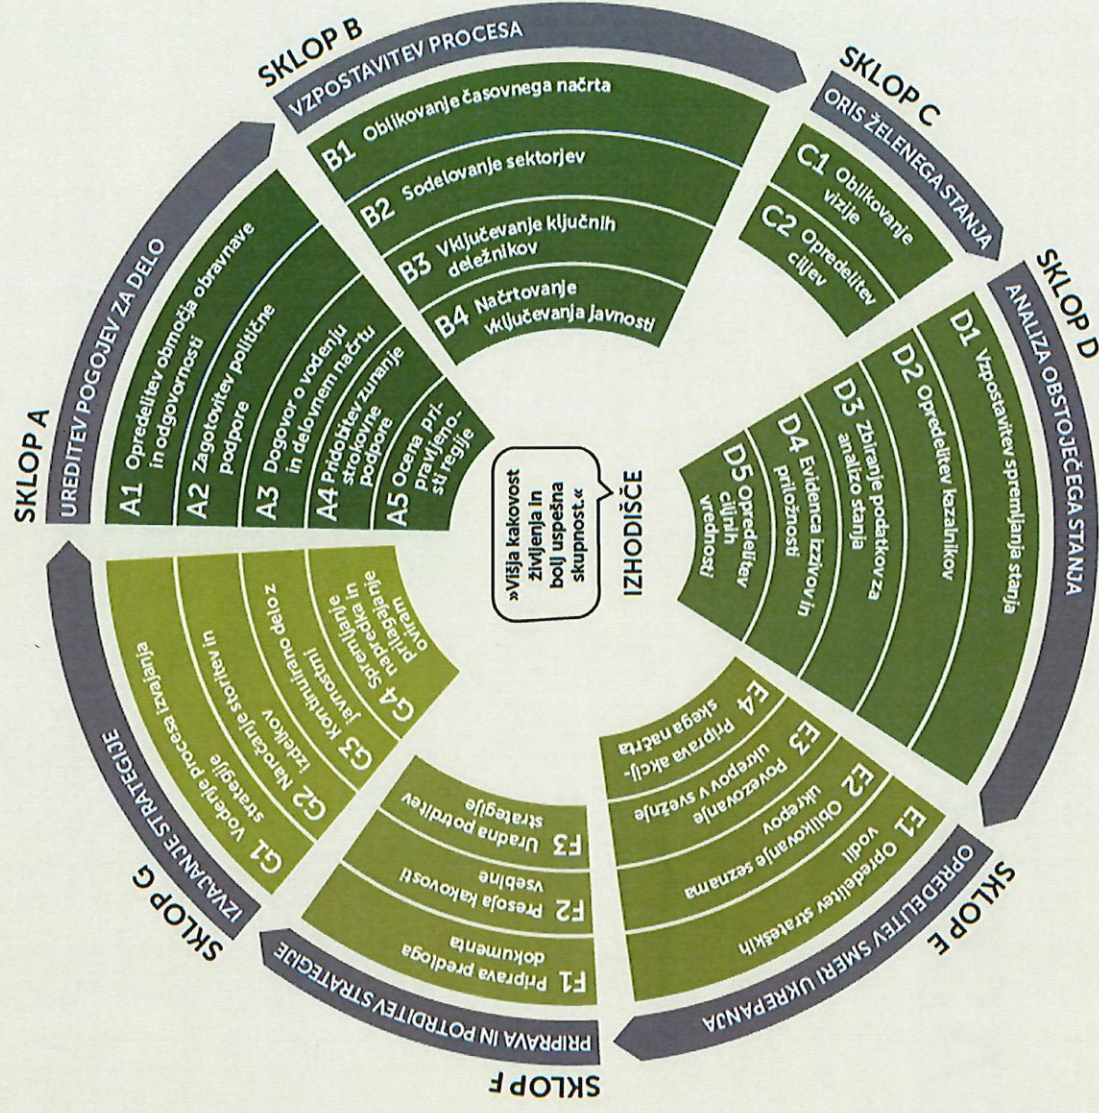 SKLOP A
UREDITEV POGOJEV ZA DELO
A1 Opredelitev območja obravnave
in odgovornosti
A2 Zagotovitev politične
podpore
A3 Dogovor o vodenju
in delovnem načrtu
A4 Pridobitev zunanje
strokovne
podpore
A5 Ocena pri-
pravljeno-
sti regije
SKLOP B
VZPOSTAVITEV PROCESA
B1 Oblikovanje časovnega načrta
B2 Sodelovanje sektorjev
B3 Vključevanje ključnih
deležnikov
B4 Načrtovanje
vključevanja javnosti
SKLOP C
ORIS ŽELENEGA STANJA
C1 Oblikovanje
vizije
C2 Opredelitev
ciljev
SKLOP D
ANALIZA OBSTOJEČEGA STANJA
D1 Vzpostavitev spremljanja stanja
D2 Opredelitev kazalnikov
D3 Zbiranje podatkov za
analizo stanja
D4 Evidenca izzivov in
priložnosti
D5 Opredelitev
ciljnih
vrednosti
SKLOP E
OPREDELITEV SMERI UKREPANJA
E1 Opredelitev strateških
vodil
E2 Oblikovanje seznama
ukrepov
E3 Povezovanje
ukrepov v svežnje
E4 Priprava akcij-
skega načrta
SKLOP F
PRIPRAVA IN POTRDITEV STRATEGIJE
F1 Priprava predloga
dokumenta
F2 Presoja kakovosti
vsebine
F3 Uradna potrditev
strategije
SKLOP G
IZVAJANJE STRATEGIJE
G1 Vodenje procesa izvajanja
strategije
G2 Naročanje storitev in
izdelkov
G3 Kontinuirano delo z
javnostmi
G4 Spremljanje
napredka in
prilagajanje
oviram
»Višja kakovost
življenja in
bolj uspešna
skupnost.«
IZHODIŠČE